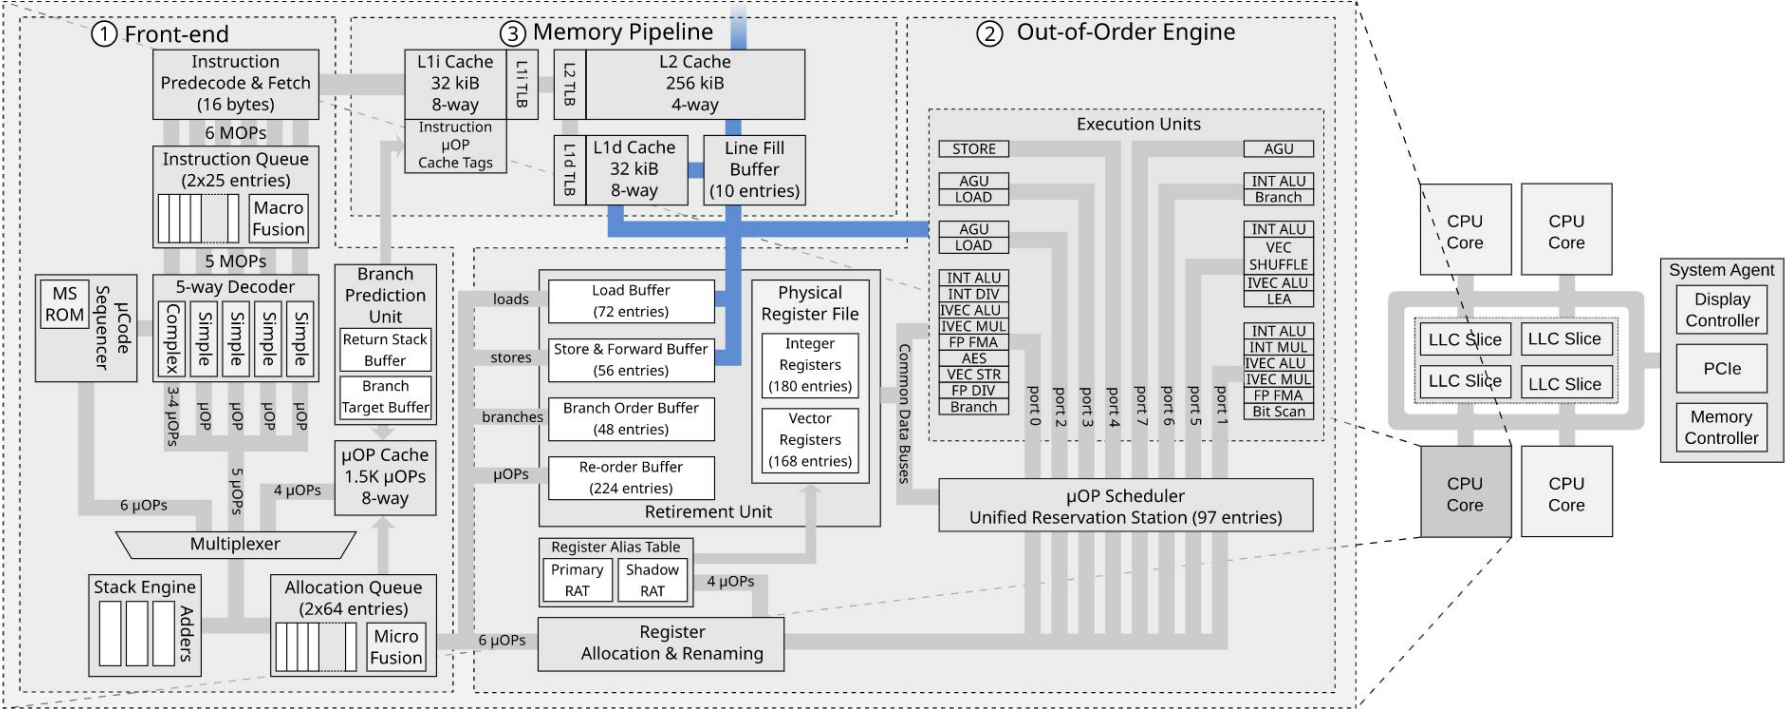 ① Front-end
Instruction
Predecode & Fetch
(16 bytes)
6 MOPs
Instruction Queue
(2x25 entries)
Macro
Fusion
5 MOPs
MS
ROM
µCode
Sequencer
5-way Decoder
Complex
Simple
Simple
Simple
Simple
3-4 µOPs
µOP
µOP
µOP
µOP
Branch
Prediction
Unit
Return Stack
Buffer
Branch
Target Buffer
µOP Cache
1.5K µOPs
8-way
6 µOPs
5 µOPs
4 µOPs
Multiplexer
Stack Engine
Adders
Allocation Queue
(2x64 entries)
Micro
Fusion
③ Memory Pipeline
L1i Cache
32 kiB
8-way
L1i TLB
Instruction
µOP
Cache Tags
L2 TLB
L2 Cache
256 kiB
4-way
L1d TLB
L1d Cache
32 kiB
8-way
Line Fill
Buffer
(10 entries)
② Out-of-Order Engine
Execution Units
STORE
AGU
LOAD
AGU
LOAD
INT ALU
INT DIV
IVEC ALU
IVEC MUL
FP FMA
AES
VEC STR
FP DIV
Branch
AGU
INT ALU
Branch
INT ALU
VEC
SHUFFLE
IVEC ALU
LEA
INT ALU
INT MUL
IVEC ALU
IVEC MUL
FP FMA
Bit Scan
port 0
port 2
port 3
port 4
port 7
port 6
port 5
port 1
Common Data Buses
µOP Scheduler
Unified Reservation Station (97 entries)
loads
stores
branches
µOPs
Load Buffer
(72 entries)
Store & Forward Buffer
(56 entries)
Branch Order Buffer
(48 entries)
Re-order Buffer
(224 entries)
Physical
Register File
Integer
Registers
(180 entries)
Vector
Registers
(168 entries)
Retirement Unit
Register Alias Table
Primary
RAT
Shadow
RAT
4 µOPs
6 µOPs
Register
Allocation & Renaming
CPU
Core
CPU
Core
LLC Slice
LLC Slice
LLC Slice
LLC Slice
CPU
Core
CPU
Core
System Agent
Display
Controller
PCIe
Memory
Controller